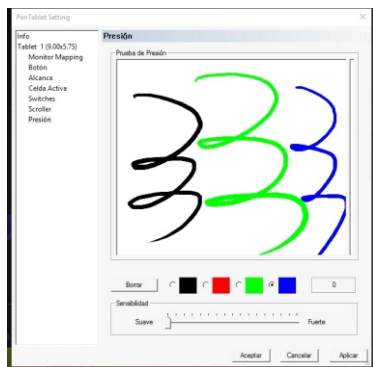 PenTablet Setting
Info
Tablet 1 (9.00x5.75)
Monitor Mapping
Botón
Alcance
Celda Activa
Switches
Scroller
Presión
Presión
Prueba de Presión
Borrar
0
Sensibilidad
Suave
Fuerte
Aceptar
Cancelar
Aplicar